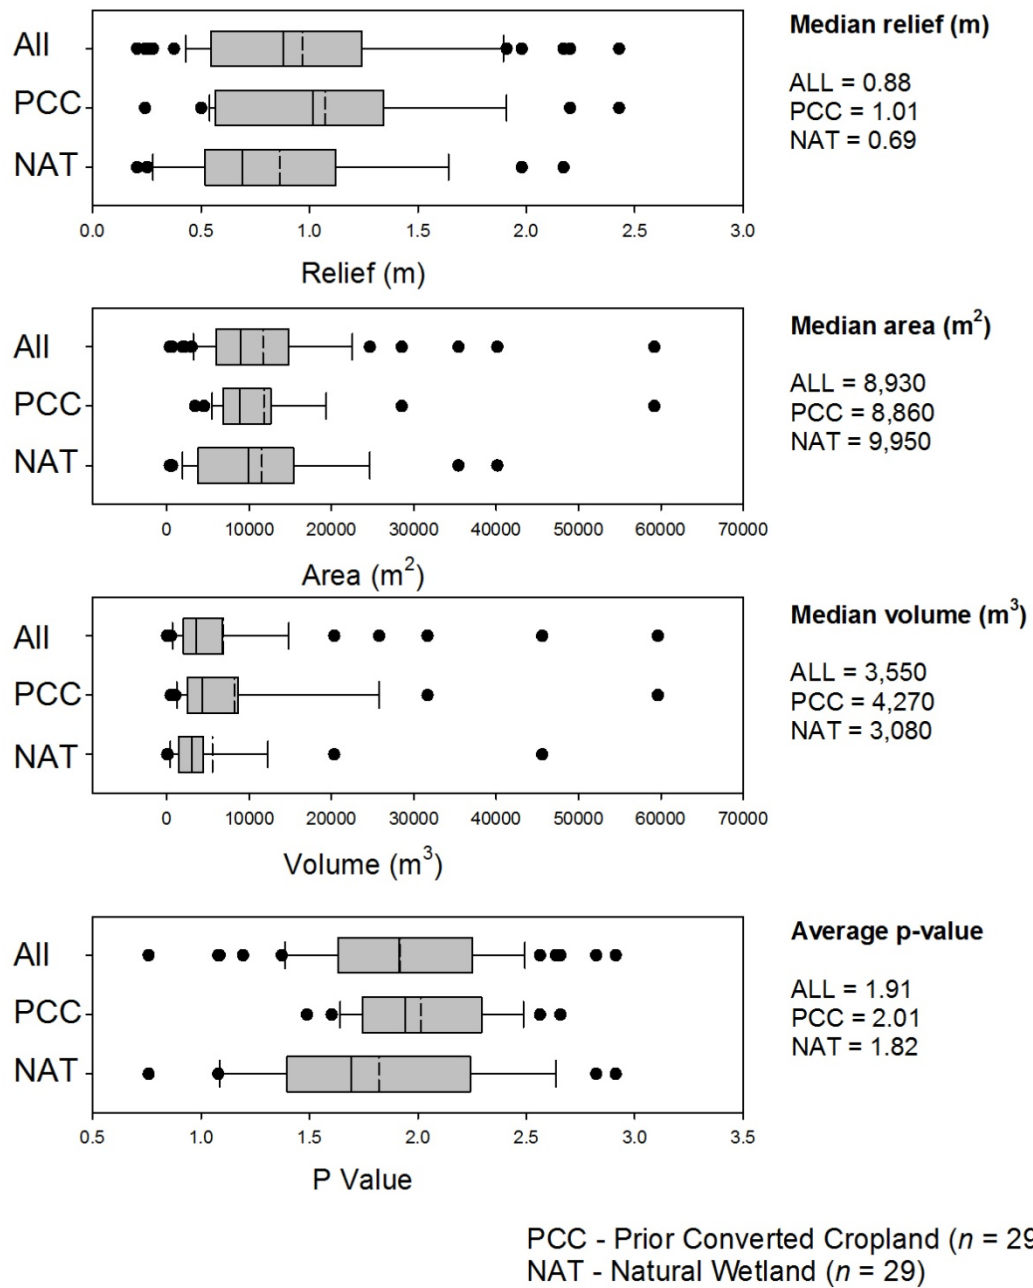 All
PCC
NAT
0.0 0.5 1.0 1.5 2.0 2.5 3.0
Relief (m)
Median relief (m)
ALL = 0.88
PCC = 1.01
NAT = 0.69
All
PCC
NAT
0 10000 20000 30000 40000 50000 60000 70000
Area (m²)
Median area (m²)
ALL = 8,930
PCC = 8,860
NAT = 9,950
All
PCC
NAT
0 10000 20000 30000 40000 50000 60000 70000
Volume (m³)
Median volume (m³)
ALL = 3,550
PCC = 4,270
NAT = 3,080
All
PCC
NAT
0.5 1.0 1.5 2.0 2.5 3.0 3.5
P Value
Average p-value
ALL = 1.91
PCC = 2.01
NAT = 1.82
PCC - Prior Converted Cropland (n = 29
NAT - Natural Wetland (n = 29)